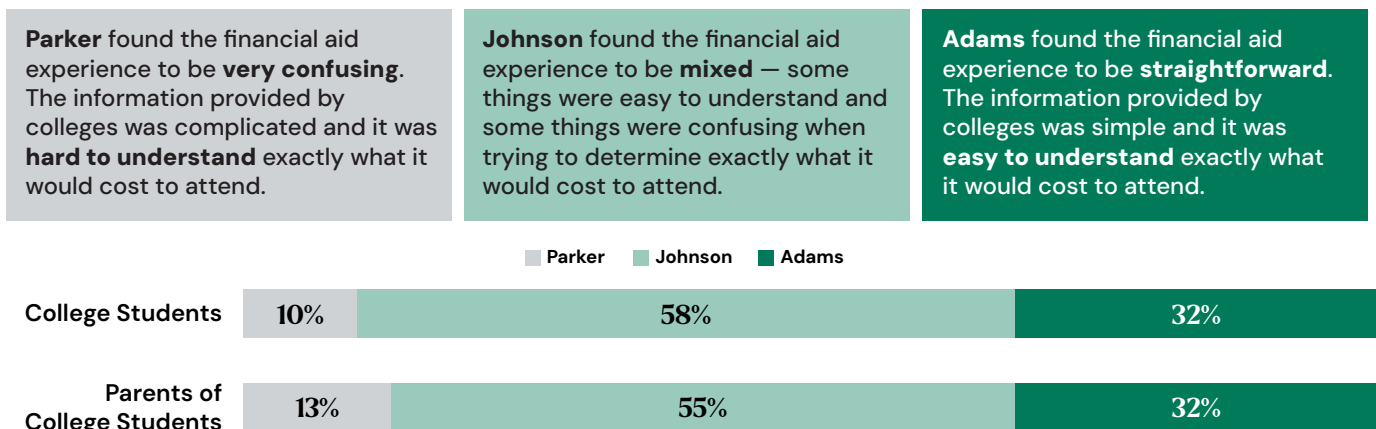 Parker found the financial aid
experience to be very confusing.
The information provided by
colleges was complicated and it was
hard to understand exactly what it
would cost to attend.
Johnson found the financial aid
experience to be mixed — some
things were easy to understand and
some things were confusing when
trying to determine exactly what it
would cost to attend.
Adams found the financial aid
experience to be straightforward.
The information provided by
colleges was simple and it was
easy to understand exactly what
it would cost to attend.
Parker Johnson Adams
College Students 10% 58% 32%
Parents of
College Students 13% 55% 32%